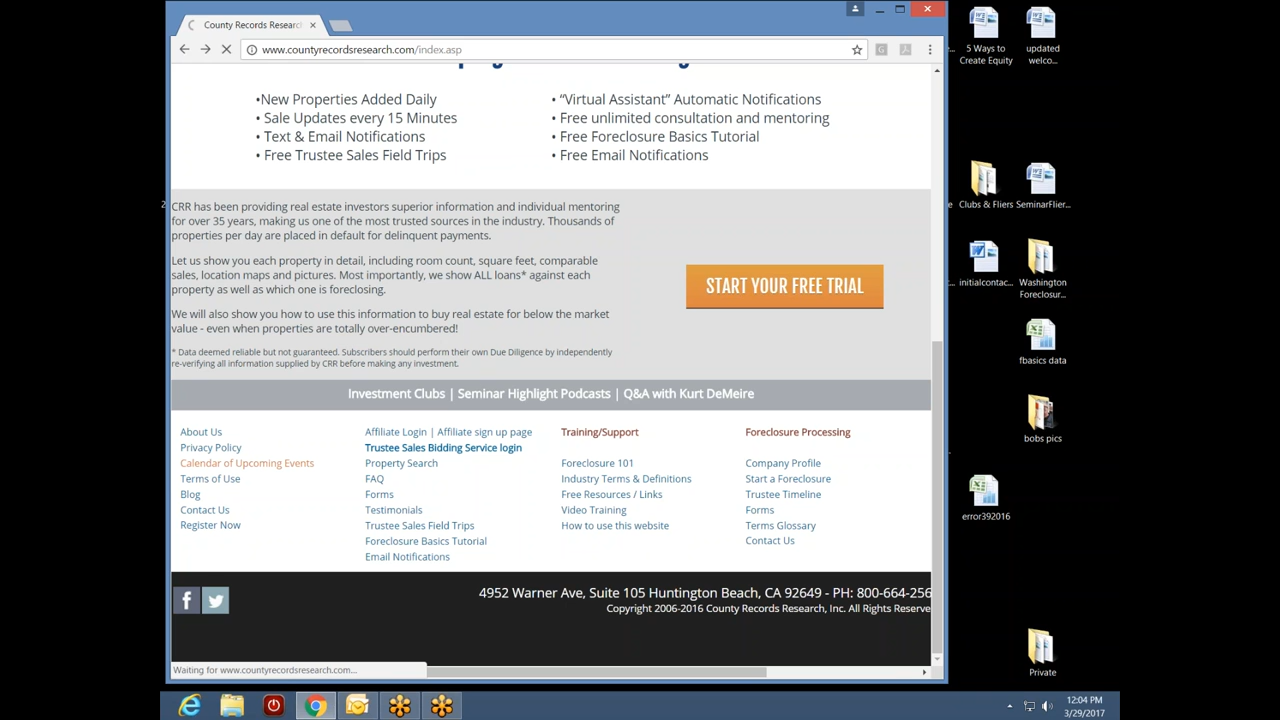 County Records Researc
www.countyrecordsresearch.com/index.asp
•New Properties Added Daily
• Sale Updates every 15 Minutes
• Text & Email Notifications
• Free Trustee Sales Field Trips
• “Virtual Assistant” Automatic Notifications
• Free unlimited consultation and mentoring
• Free Foreclosure Basics Tutorial
• Free Email Notifications
CRR has been providing real estate investors superior information and individual mentoring
for over 35 years, making us one of the most trusted sources in the industry. Thousands of
properties per day are placed in default for delinquent payments.
Let us show you each property in detail, including room count, square feet, comparable
sales, location maps and pictures. Most importantly, we show ALL loans* against each
property as well as which one is foreclosing.
We will also show you how to use this information to buy real estate for below the market
value - even when properties are totally over-encumbered!
* Data deemed reliable but not guaranteed. Subscribers should perform their own Due Diligence by independently
re-verifying all information supplied by CRR before making any investment.
START YOUR FREE TRIAL
Investment Clubs | Seminar Highlight Podcasts | Q&A with Kurt DeMeire
About Us
Privacy Policy
Calendar of Upcoming Events
Terms of Use
Blog
Contact Us
Register Now
Affiliate Login | Affiliate sign up page
Trustee Sales Bidding Service login
Property Search
FAQ
Forms
Testimonials
Trustee Sales Field Trips
Foreclosure Basics Tutorial
Email Notifications
Training/Support
Foreclosure 101
Industry Terms & Definitions
Free Resources / Links
Video Training
How to use this website
Foreclosure Processing
Company Profile
Start a Foreclosure
Trustee Timeline
Forms
Terms Glossary
Contact Us
4952 Warner Ave, Suite 105 Huntington Beach, CA 92649 - PH: 800-664-256
Copyright 2006-2016 County Records Research, Inc. All Rights Reserve
Waiting for www.countyrecordsresearch.com...
5 Ways to
Create Equity
updated
welco...
Clubs & Fliers
SeminarFlier...
initialcontac...
Washington
Foreclosur...
fbasics data
bobs pics
error392016
Private
12:04 PM
3/29/2017